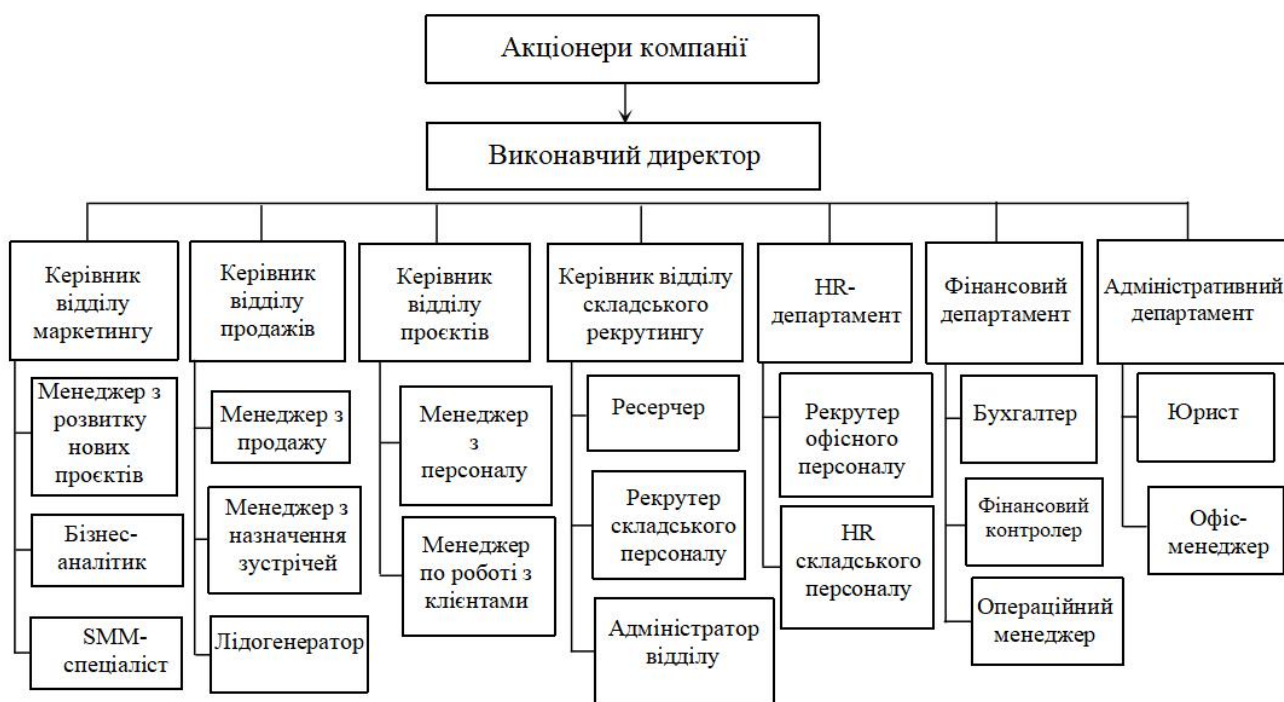 Акціонери компанії
Виконавчий директор
Керівник
відділу
маркетингу
Керівник
відділу
продажів
Керівник
відділу
проєктів
Керівник відділу
складського
рекрутингу
HR-
департамент
Фінансовий
департамент
Адміністративний
департамент
Менеджер з
розвитку
нових
проєктів
Бізнес-
аналітик
SMM-
спеціаліст
Менеджер з
продажу
Менеджер з
назначення
зустрічей
Лідогенератор
Менеджер
з
персоналу
Менеджер
по роботі з
клієнтами
Ресерчер
Рекрутер
складського
персоналу
Адміністратор
відділу
Рекрутер
офісного
персоналу
HR
складського
персоналу
Бухгалтер
Фінансовий
контролер
Операційний
менеджер
Юрист
Офіс-
менеджер